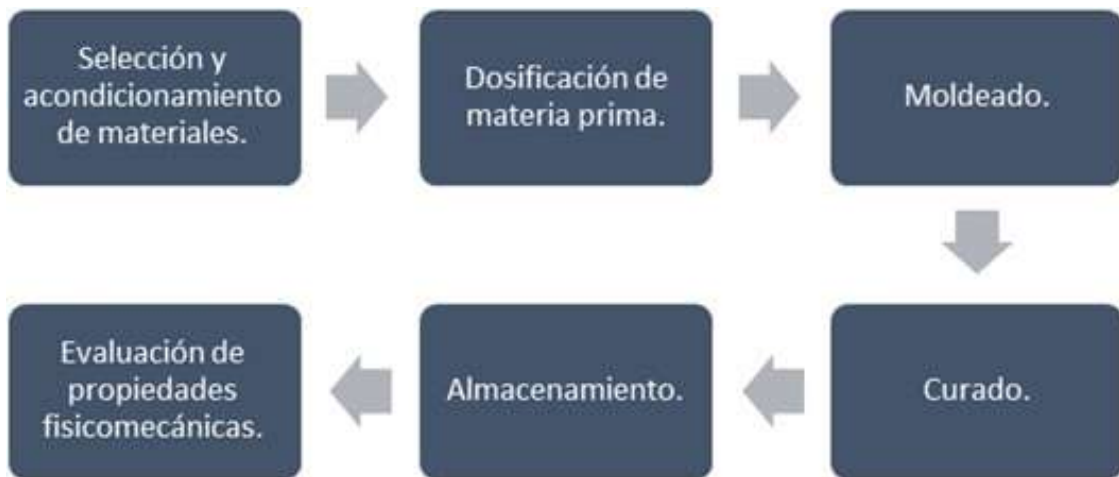 Selección y
acondicionamiento
de materiales.
Dosificación de
materia prima.
Moldeado.
Curado.
Almacenamiento.
Evaluación de
propiedades
fisicomecánicas.